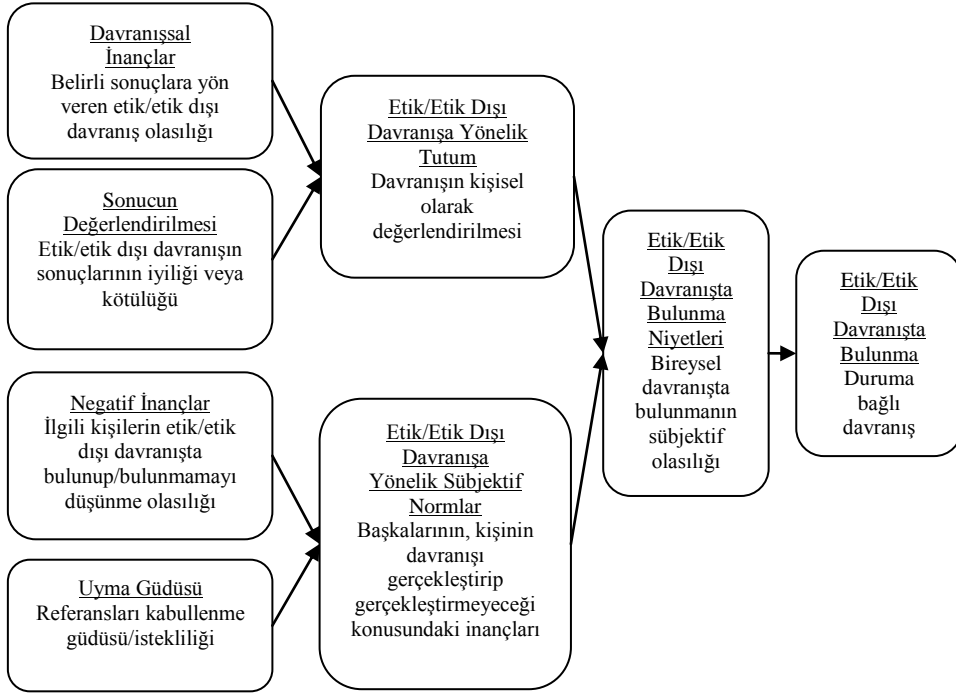 Davranışsal
İnançlar
Belirli sonuçlara yön
veren etik/etik dışı
davranış olasılığı
Sonucun
Değerlendirilmesi
Etik/etik dışı davranışın
sonuçlarının iyiliği veya
kötülüğü
Negatif İnançlar
İlgili kişilerin etik/etik
dışı davranışta
bulunup/bulunmamayı
düşünme olasılığı
Uyma Güdüsü
Referansları kabullenme
güdüsü/istekliliği
Etik/Etik Dışı
Davranışa Yönelik
Tutum
Davranışın kişisel
olarak
değerlendirilmesi
Etik/Etik Dışı
Davranışa
Yönelik Sübjektif
Normlar
Başkalarının, kişinin
davranışı
gerçekleştirip
gerçekleştirmeyeceği
konusundaki inançları
Etik/Etik
Dışı
Davranışta
Bulunma
Niyetleri
Bireysel
davranışta
bulunmanın
sübjektif
olasılığı
Etik/Etik
Dışı
Davranışta
Bulunma
Duruma
bağlı
davranış